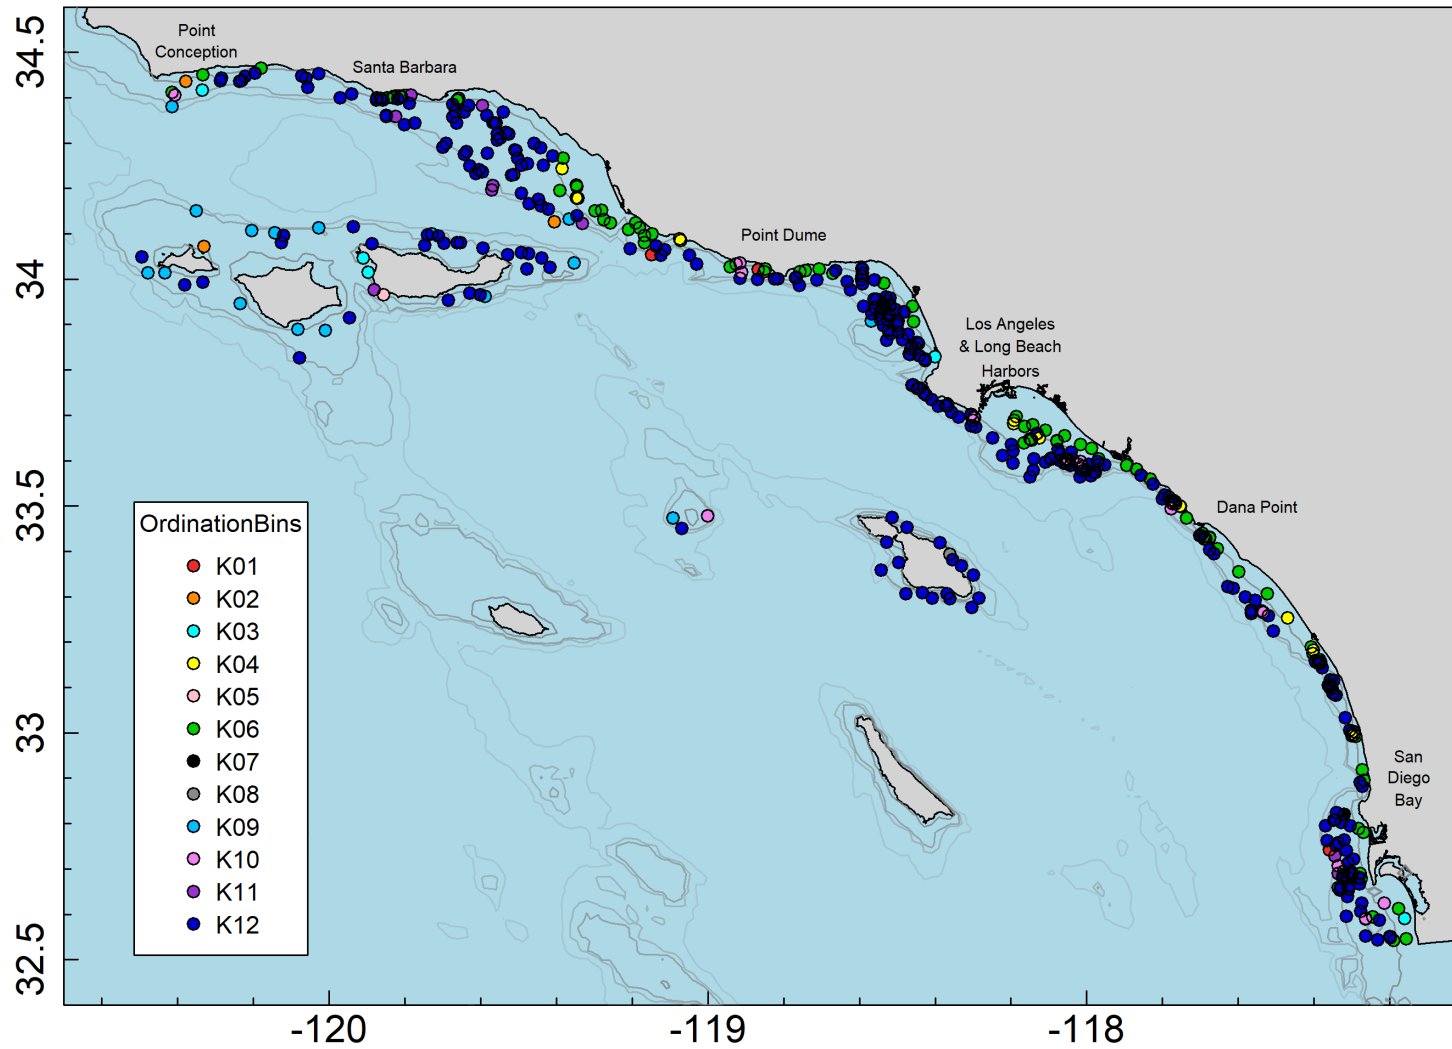 Point
Conception
Santa Barbara
Point Dume
Los Angeles
& Long Beach
Harbors
Dana Point
San
Diego
Bay
OrdinationBins
K01
K02
K03
K04
K05
K06
K07
K08
K09
K10
K11
K12
34.5
34
33.5
33
32.5
-120
-119
-118